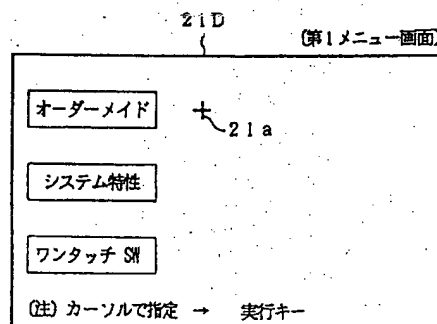 21D
(第1メニュー画面)
オーダーメイド
21a
システム特性
ワンタッチ SW
(注) カーソルで指定 → 実行キー